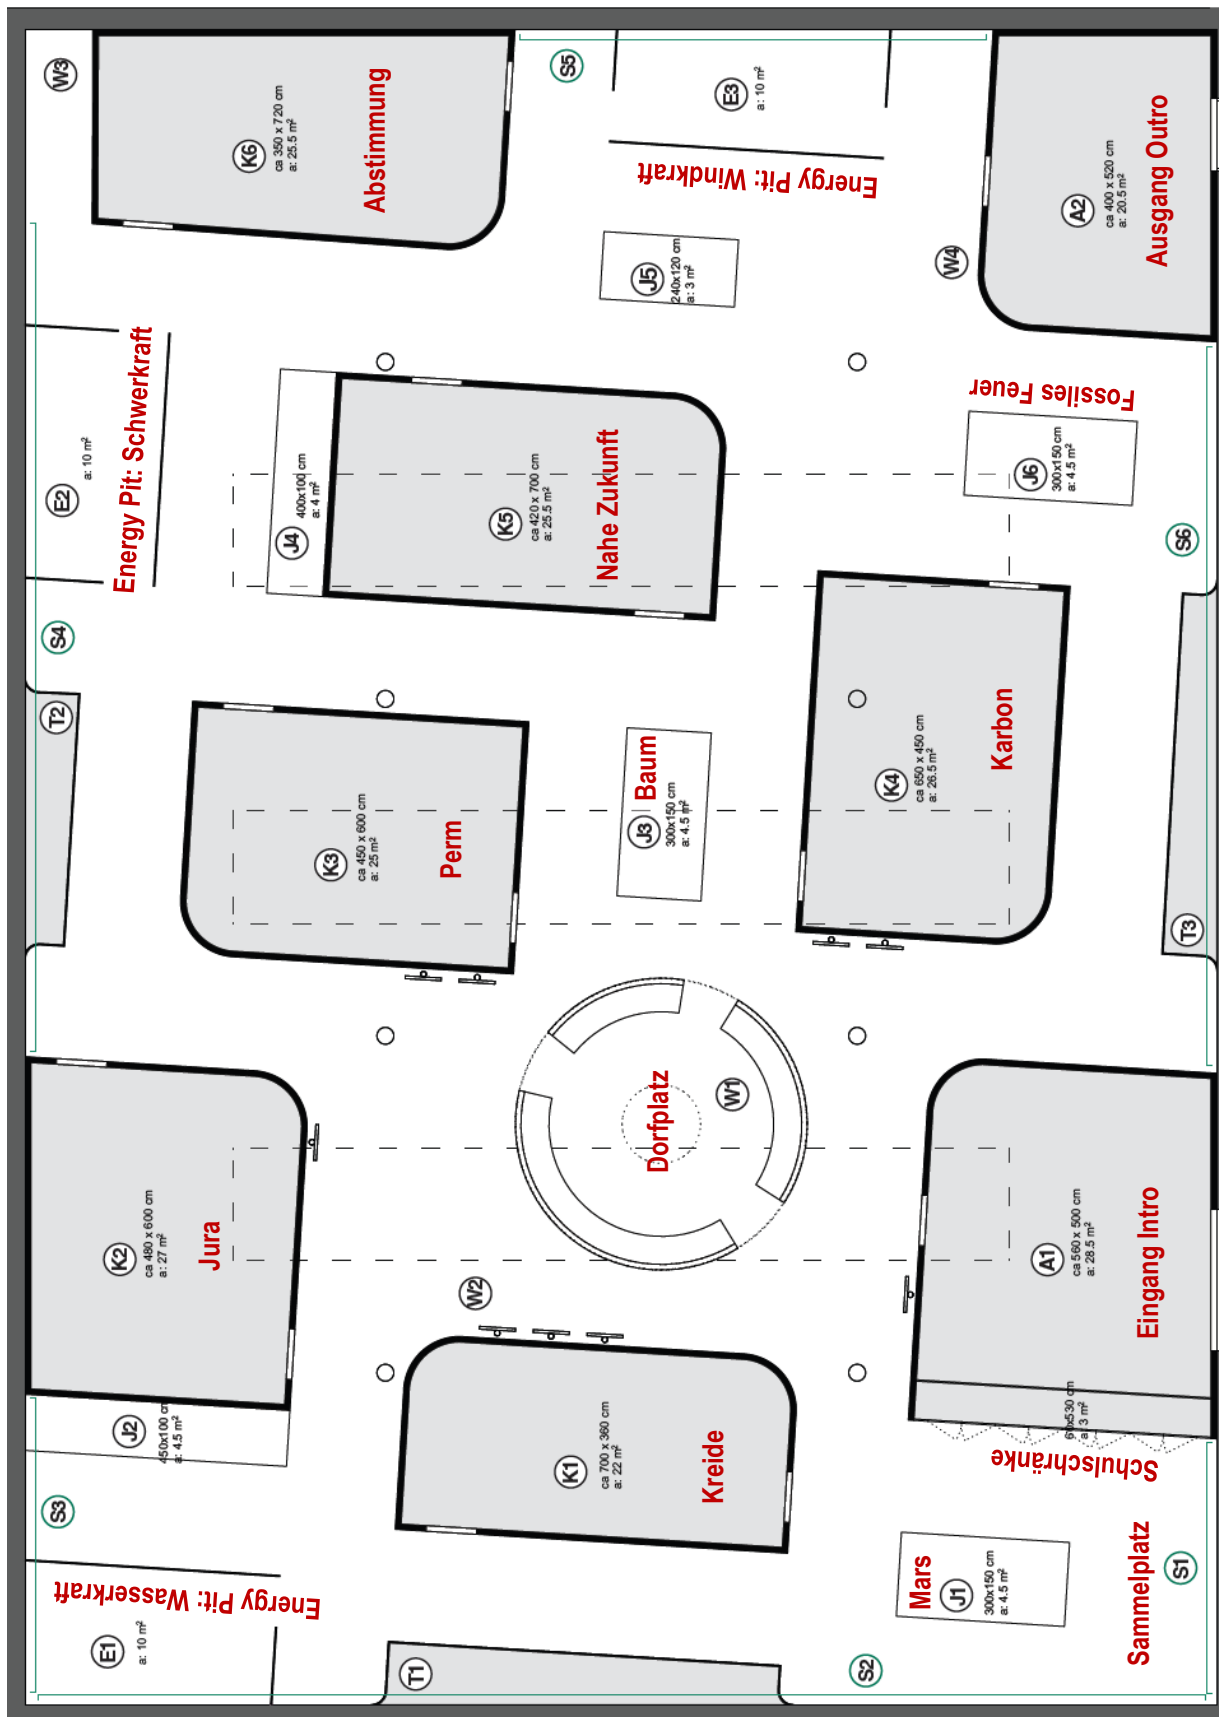 W3
K6
ca 350 x 720 cm
a: 25.5 m²
Abstimmung
S5
E3
a: 10 m²
Energy Pit: Windkraft
A2
ca 400 x 520 cm
a: 20.5 m²
Ausgang Outro
W4
J5
240x120 cm
a: 3 m²
E2
a: 10 m²
Energy Pit: Schwerkraft
J4
400x100 cm
a: 4 m²
K5
ca 420 x 700 cm
a: 25.5 m²
Nahe Zukunft
Fossiles Feuer
J6
300x150 cm
a: 4.5 m²
S6
S4
T2
K3
ca 450 x 600 cm
a: 25 m²
Perm
Baum
J3
300x150 cm
a: 4.5 m²
K4
ca 650 x 450 cm
a: 26.5 m²
Karbon
T3
Dorfplatz
W1
K2
ca 480 x 600 cm
a: 27 m²
Jura
W2
A1
ca 560 x 500 cm
a: 28.5 m²
Eingang Intro
J2
450x100 cm
a: 4.5 m²
K1
ca 700 x 360 cm
a: 22 m²
Kreide
60x530 cm
a: 3 m²
Schulschränke
S3
Energy Pit: Wasserkraft
E1
a: 10 m²
T1
S2
Mars
J1
300x150 cm
a: 4.5 m²
Sammelplatz
S1